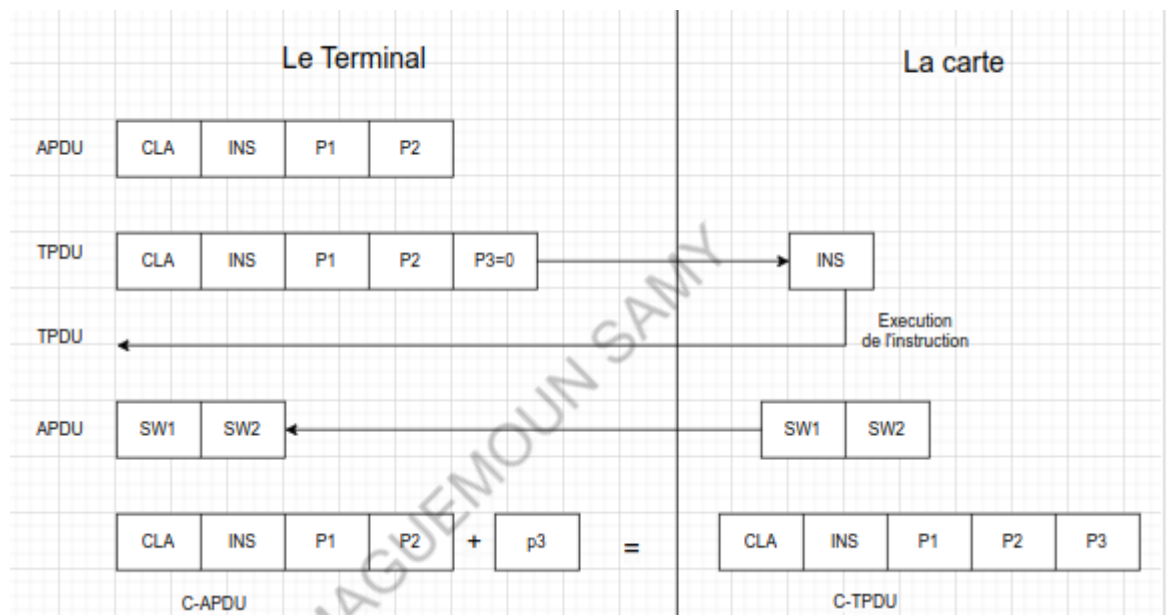 Le Terminal
La carte
APDU CLA INS P1 P2
TPDU CLA INS P1 P2 P3=0 INS
TPDU
Execution
de l'instruction
APDU SW1 SW2 SW1 SW2
CLA INS P1 P2 + p3 = CLA INS P1 P2 P3
C-APDU C-TPDU
MAGUEMOUN SAMY